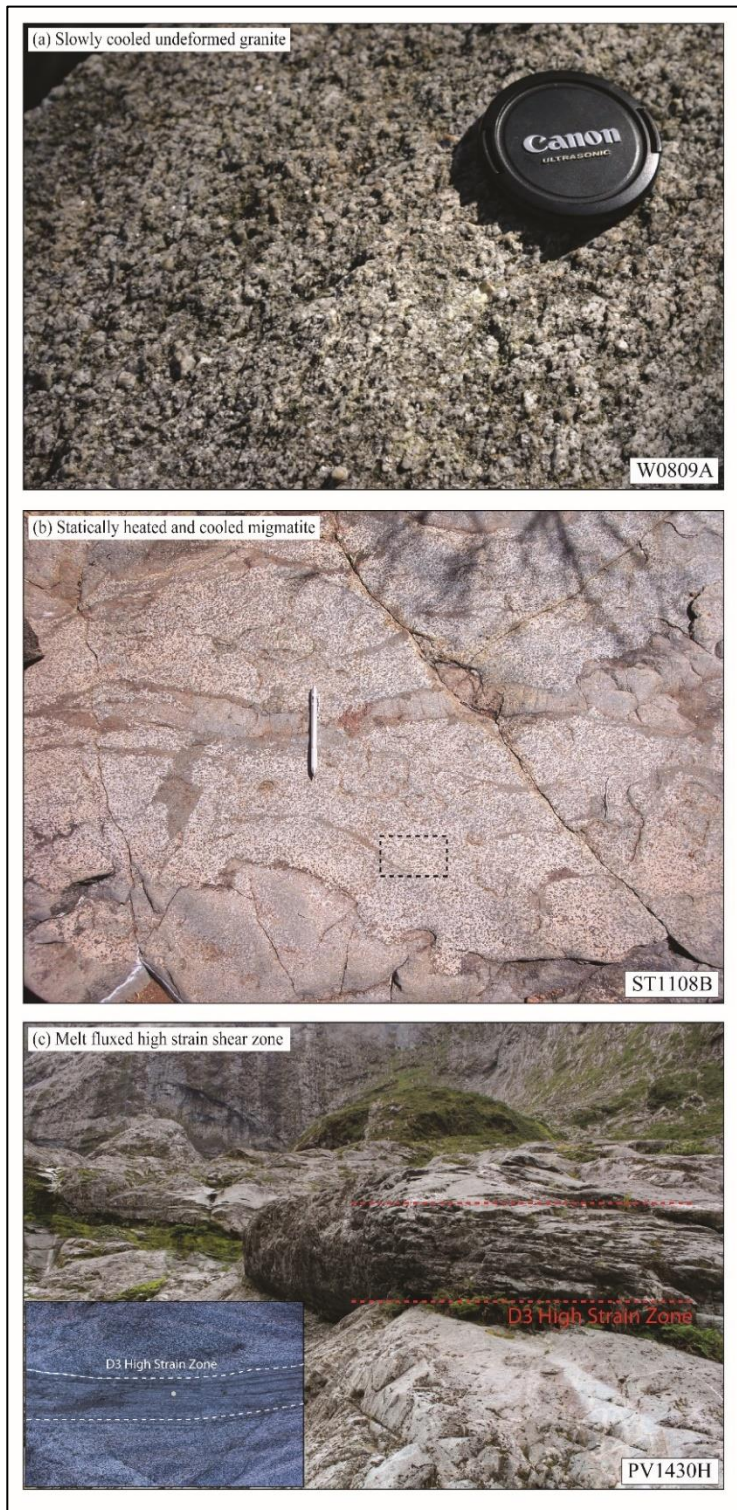 (a) Slowly cooled undeformed granite
Canon
ULTRASONIC
W0809A
(b) Statically heated and cooled migmatite
ST1108B
(c) Melt fluxed high strain shear zone
D3 High Strain Zone
D3 High Strain Zone
PV1430H